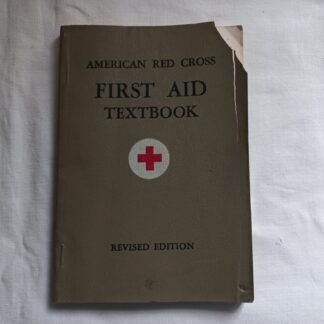 AMERICAN RED CROSS
FIRST AID
TEXTBOOK
REVISED EDITION